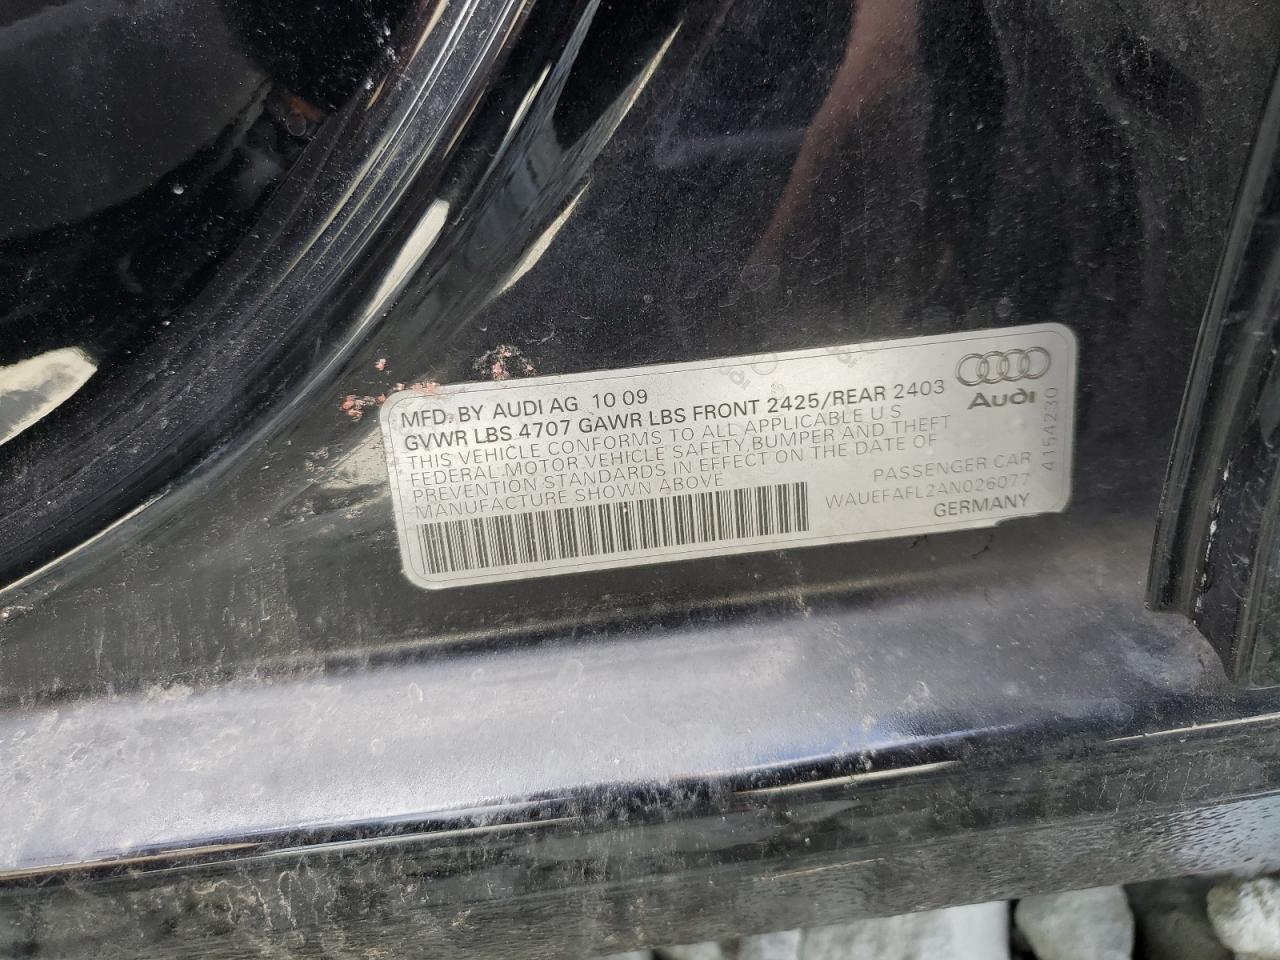 MFD. BY AUDI AG 10 09
GVWR LBS 4707 GAWR LBS FRONT 2425/REAR 2403
THIS VEHICLE CONFORMS TO ALL APPLICABLE U S
FEDERAL MOTOR VEHICLE SAFETY, BUMPER AND THEFT
PREVENTION STANDARDS IN EFFECT ON THE DATE OF
MANUFACTURE SHOWN ABOVE
Audi
PASSENGER CAR
WAUEFAFL2AN026077
GERMANY
4154230